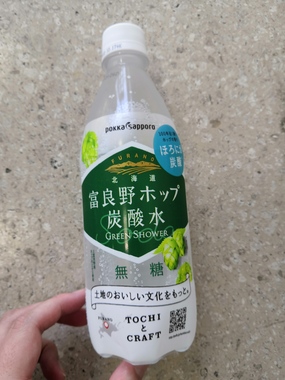 pokka sapporo
ほろにが
炭酸
FURANO
北海道
富良野ホップ
炭酸水
GREEN SHOWER
無糖
土地のおいしい文化をもっと。
TOCHI
と
CRAFT